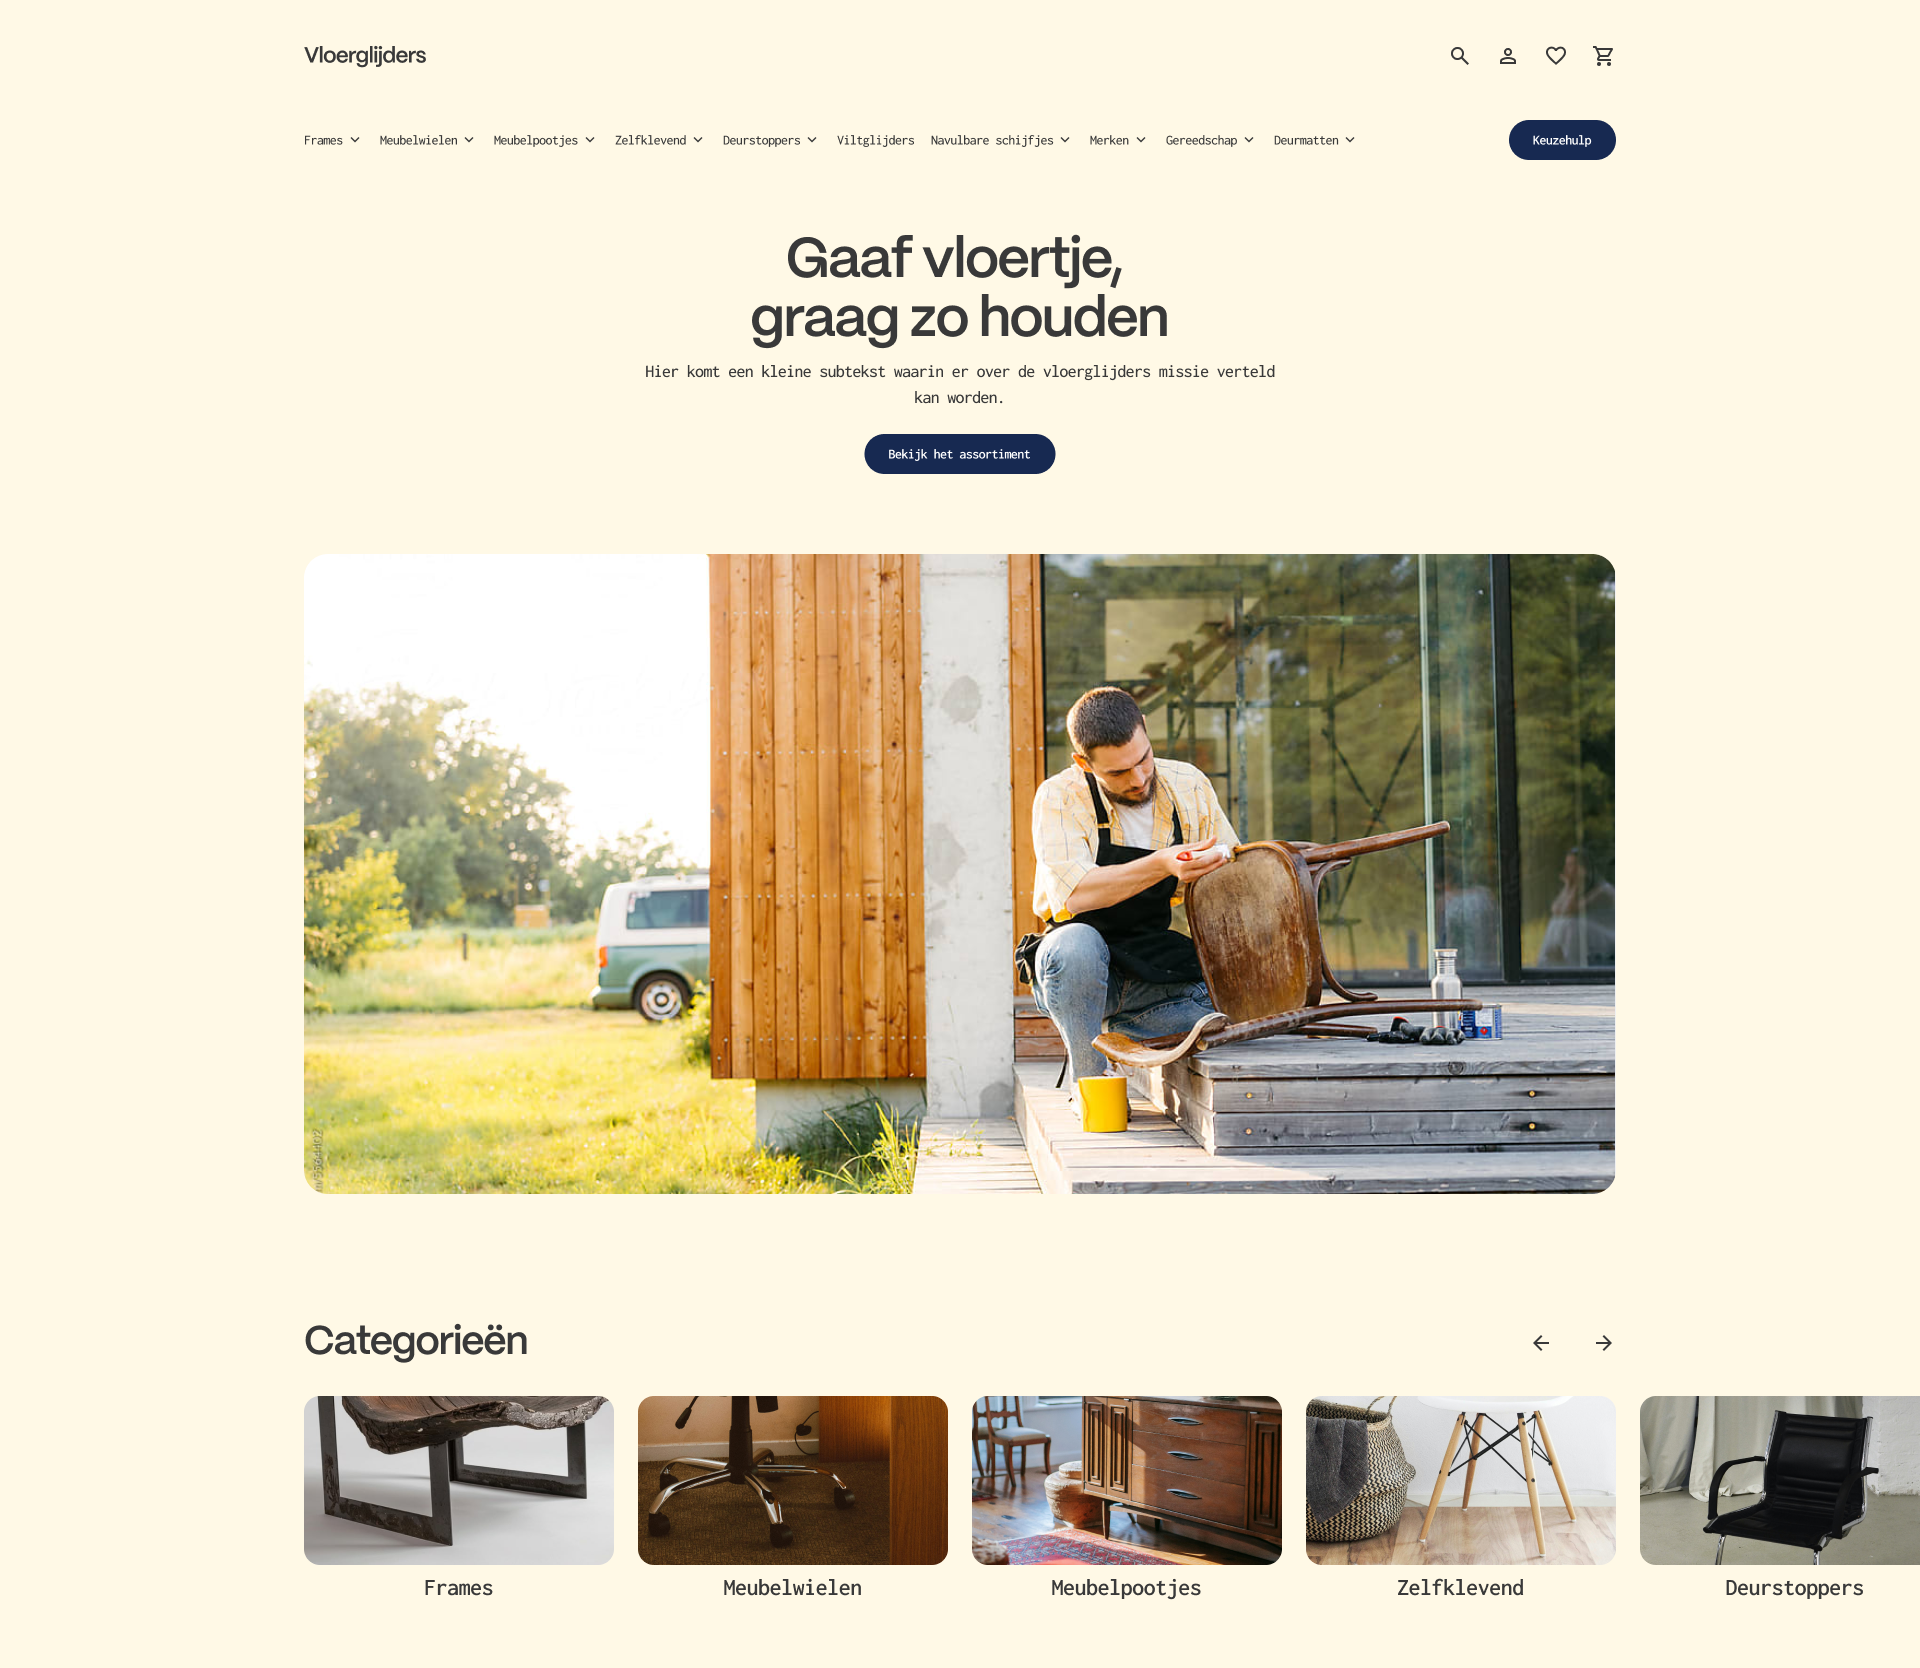 Vloerglijders
Frames Meubelwielen Meubelpootjes Zelfklevend Deurstoppers Viltglijders Navulbare schijfjes Merken Gereedschap Deurmatten Keuzehulp
Gaaf vloertje,
graag zo houden
Hier komt een kleine subtekst waarin er over de vloerglijders missie verteld
kan worden.
Bekijk het assortiment
Categorieën
Frames Meubelwielen Meubelpootjes Zelfklevend Deurstoppers